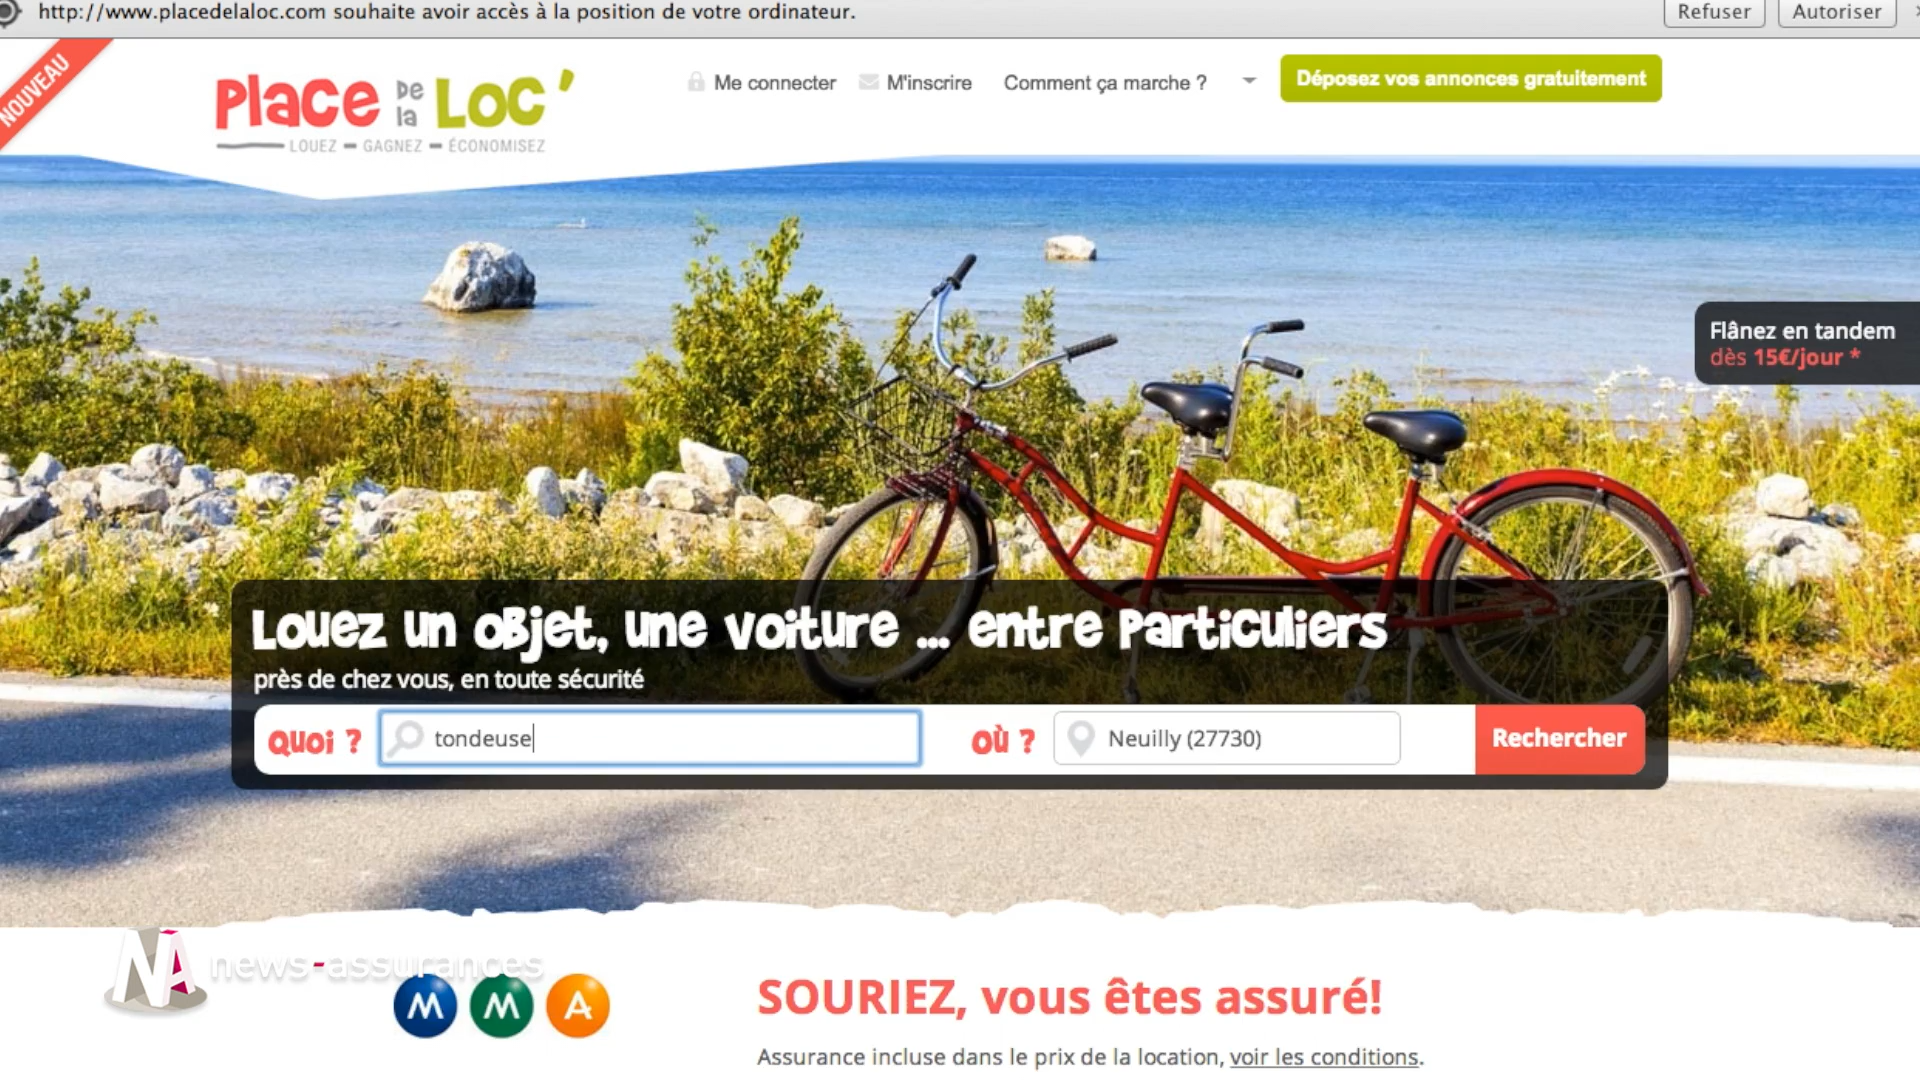 http://www.placedelaloc.com souhaite avoir accès à la position de votre ordinateur.
Refuser
Autoriser
NOUVEAU
Place de la Loc'
LOUEZ – GAGNEZ – ÉCONOMISEZ
Me connecter
M'inscrire
Comment ça marche ?
Déposez vos annonces gratuitement
Flânez en tandem
dès 15€/jour *
Louez un objet, une voiture ... entre particuliers
près de chez vous, en toute sécurité
Quoi ?
tondeuse
Où ?
Neuilly (27730)
Rechercher
NA news-assurances
MMA
SOURIEZ, vous êtes assuré!
Assurance incluse dans le prix de la location, voir les conditions.